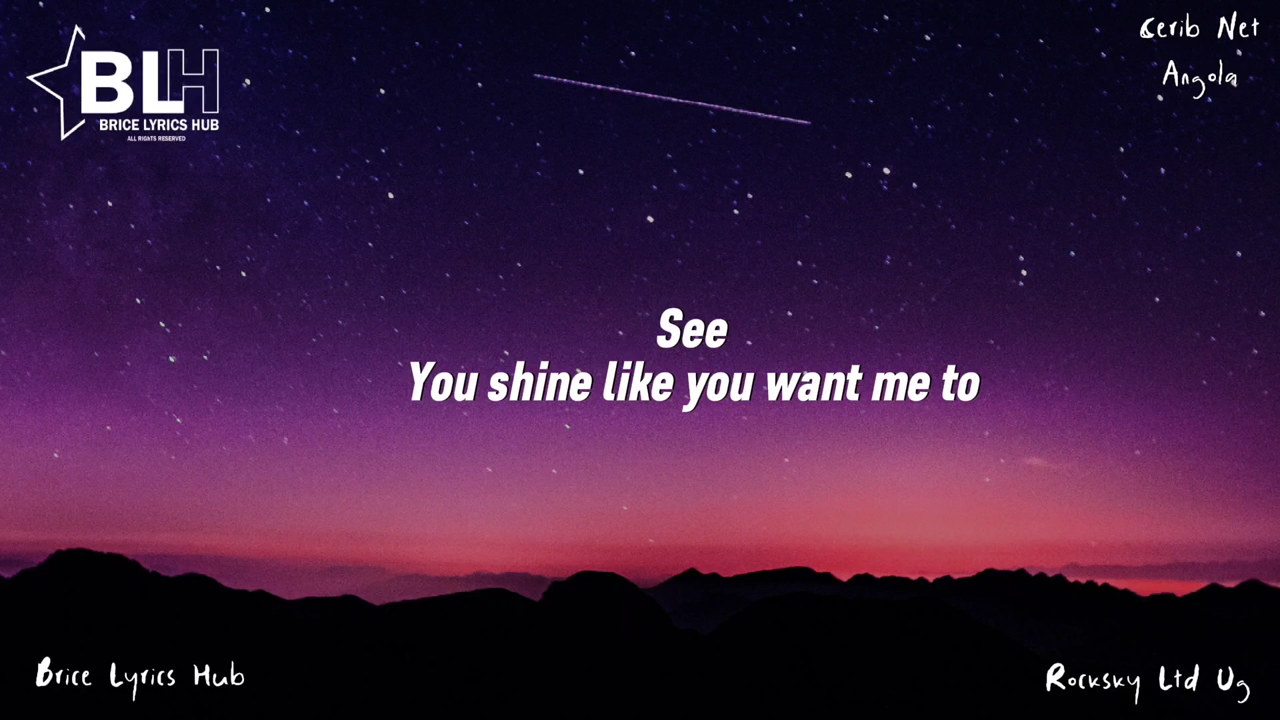 BLH
BRICE LYRICS HUB
ALL RIGHTS RESERVED
Cerib Net
Angola
See
You shine like you want me to
Brice Lyrics Hub
Rocksky Ltd Ug